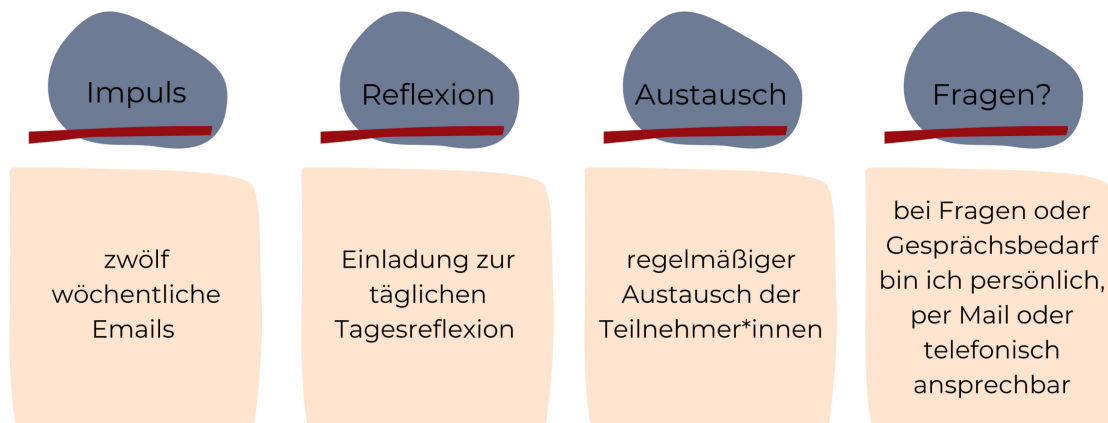 Impuls
zwölf
wöchentliche
Emails
Reflexion
Einladung zur
täglichen
Tagesreflexion
Austausch
regelmäßiger
Austausch der
Teilnehmer*innen
Fragen?
bei Fragen oder
Gesprächsbedarf
bin ich persönlich,
per Mail oder
telefonisch
ansprechbar